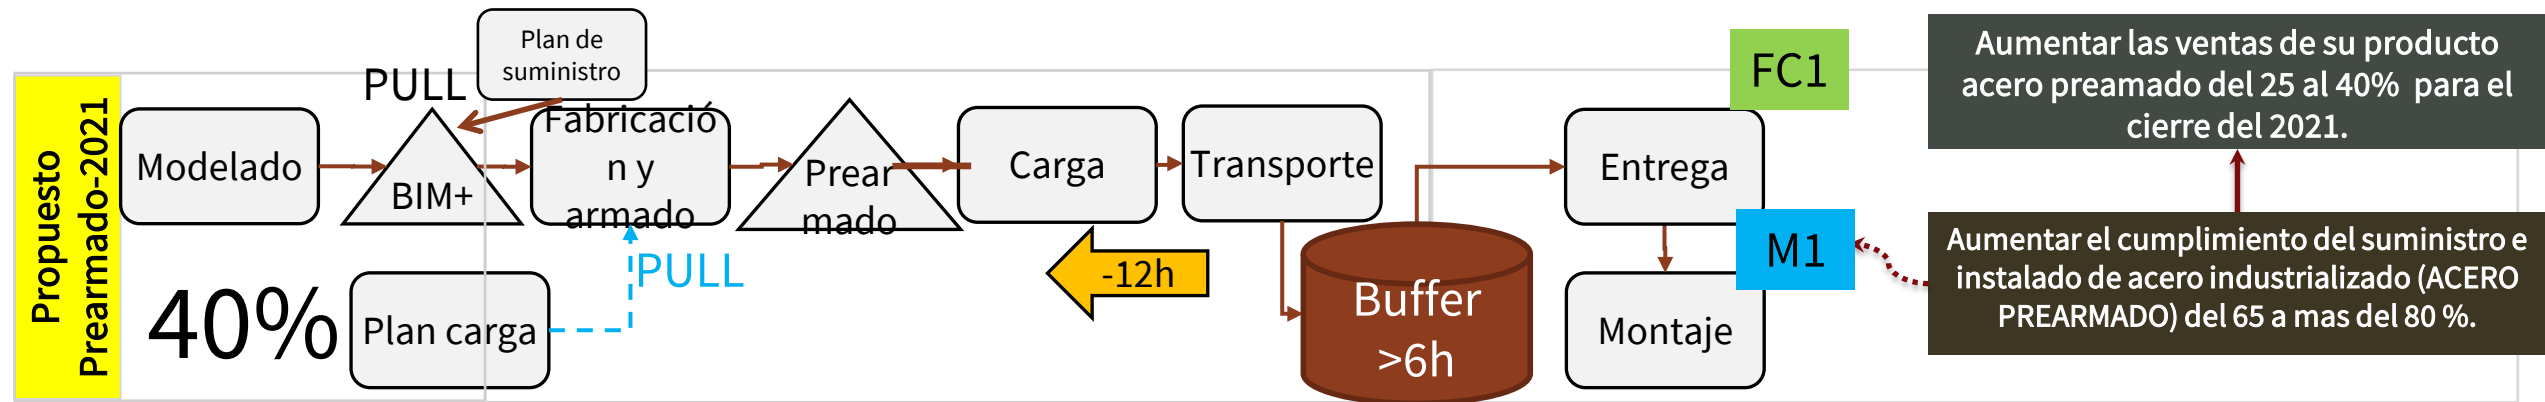 Propuesto
Prearmado-2021
Modelado
PULL
BIM+
Plan de
suministro
Fabricació
n y
armado
Prear
mado
Carga
Transporte
40%
Plan carga
PULL
-12h
Buffer
>6h
Entrega
Montaje
FC1
M1
Aumentar las ventas de su producto
acero preamado del 25 al 40% para el
cierre del 2021.
Aumentar el cumplimiento del suministro e
instalado de acero industrializado (ACERO
PREARMADO) del 65 a mas del 80 %.